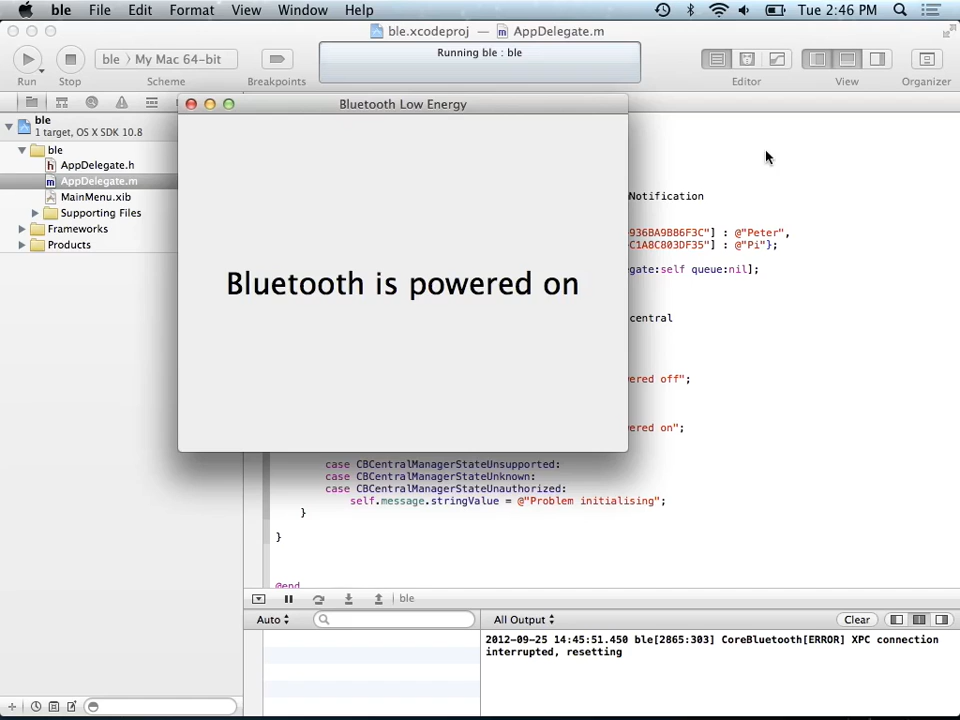 ble File Edit Format View Window Help Tue 2:46 PM
ble.xcodeproj — AppDelegate.m
ble 〉 My Mac 64-bit
Running ble : ble
Run Stop Scheme Breakpoints Editor View Organizer
Bluetooth Low Energy
ble
1 target, OS X SDK 10.8
ble
h AppDelegate.h
m AppDelegate.m
MainMenu.xib
Supporting Files
Frameworks
Products
Bluetooth is powered on
Notification
936BA9BB6F3C"] : @"Peter",
C1A8C803DF35"] : @"Pi"};
egate:self queue:nil];
central
wered off";
wered on";
case CBCentralManagerStateUnsupported:
case CBCentralManagerStateUnknown:
case CBCentralManagerStateUnauthorized:
self.message.stringValue = @"Problem initialising";
}
}
@end
ble
Auto
All Output
Clear
2012-09-25 14:45:51.450 ble[2865:303] CoreBluetooth[ERROR] XPC connection
interrupted, resetting